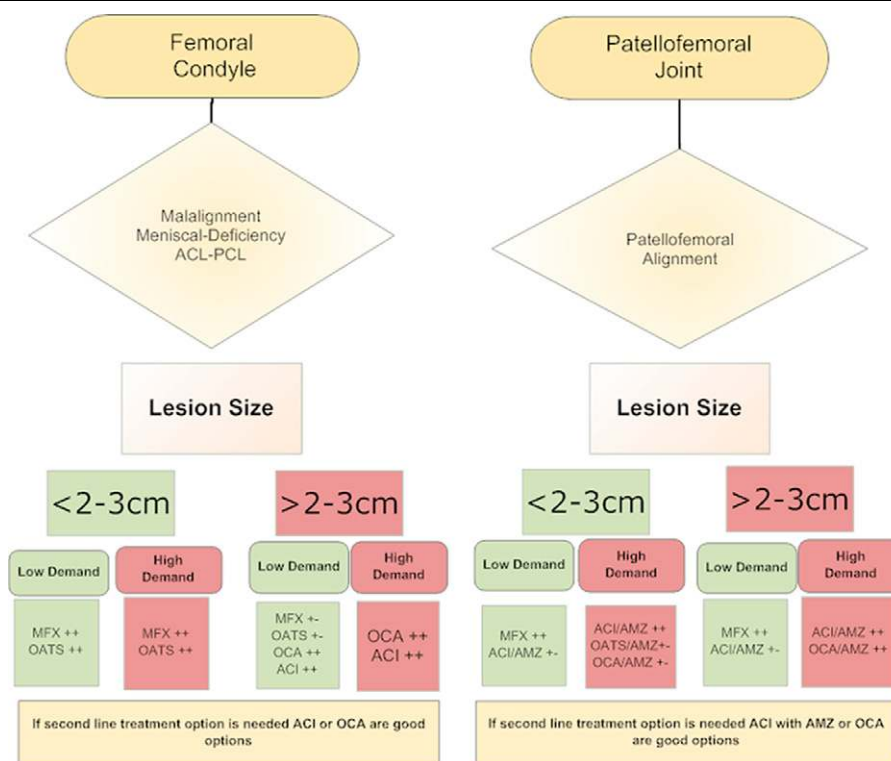 Femoral
Condyle
Malalignment
Meniscal-Deficiency
ACL-PCL
Lesion Size
<2-3cm
>2-3cm
Low Demand
High
Demand
Low Demand
High
Demand
MFX ++
OATS ++
MFX ++
OATS ++
MFX +-
OATS +-
OCA ++
ACI ++
OCA ++
ACI ++
If second line treatment option is needed ACI or OCA are good
options
Patellofemoral
Joint
Patellofemoral
Alignment
Lesion Size
<2-3cm
>2-3cm
Low Demand
High
Demand
Low Demand
High
Demand
MFX ++
ACI/AMZ +-
ACI/AMZ ++
OATS/AMZ+-
OCA/AMZ +-
MFX ++
ACI/AMZ +-
ACI/AMZ ++
OCA/AMZ ++
If second line treatment option is needed ACI with AMZ or OCA
are good options